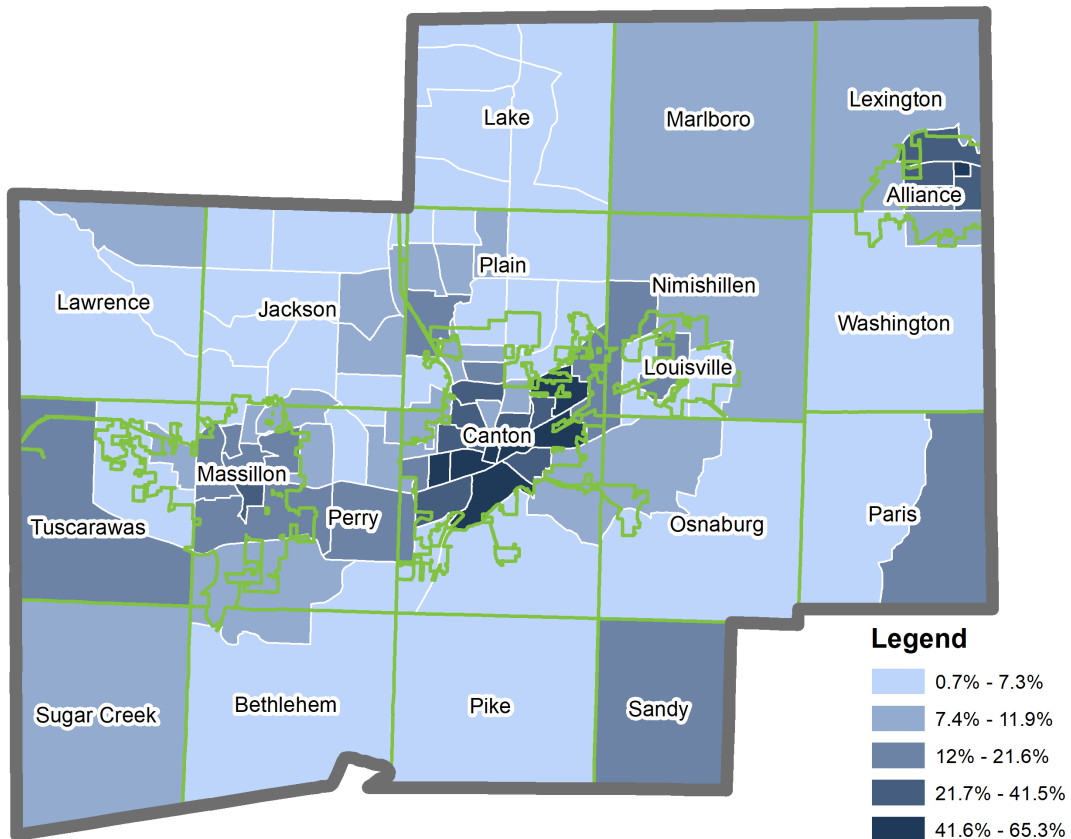 Lake
Marlboro
Lexington
Alliance
Plain
Nimishillen
Lawrence
Jackson
Washington
Louisville
Canton
Massillon
Tuscarawas
Perry
Osnaburg
Paris
Legend
0.7% - 7.3%
7.4% - 11.9%
12% - 21.6%
21.7% - 41.5%
41.6% - 65.3%
Sugar Creek
Bethlehem
Pike
Sandy